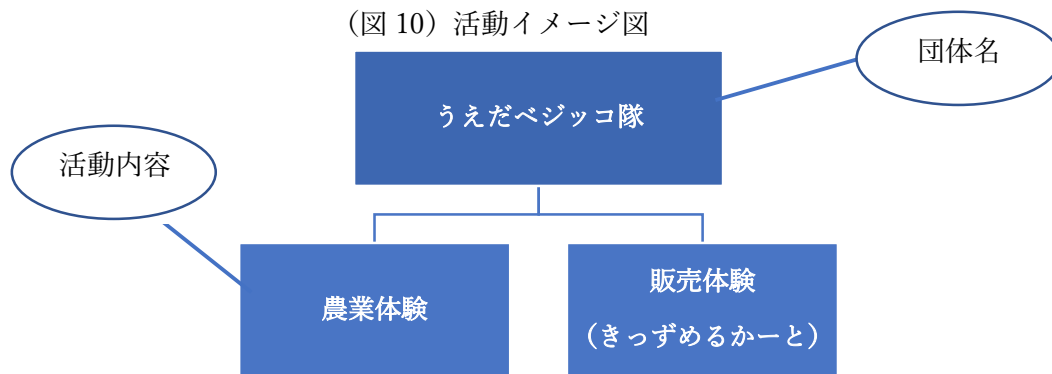 (図 10)活動イメージ図
団体名
うえだベジッコ隊
活動内容
農業体験
販売体験
(きっずめるかーと)